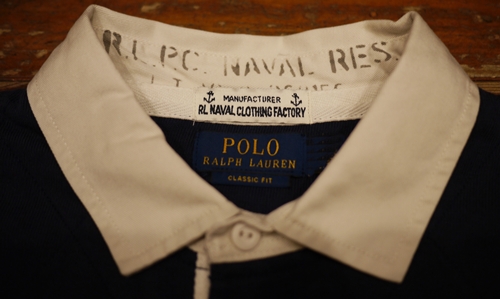 R.L.P.C. NAVAL RES.
MANUFACTURER
RL NAVAL CLOTHING FACTORY
POLO
RALPH LAUREN
CLASSIC FIT